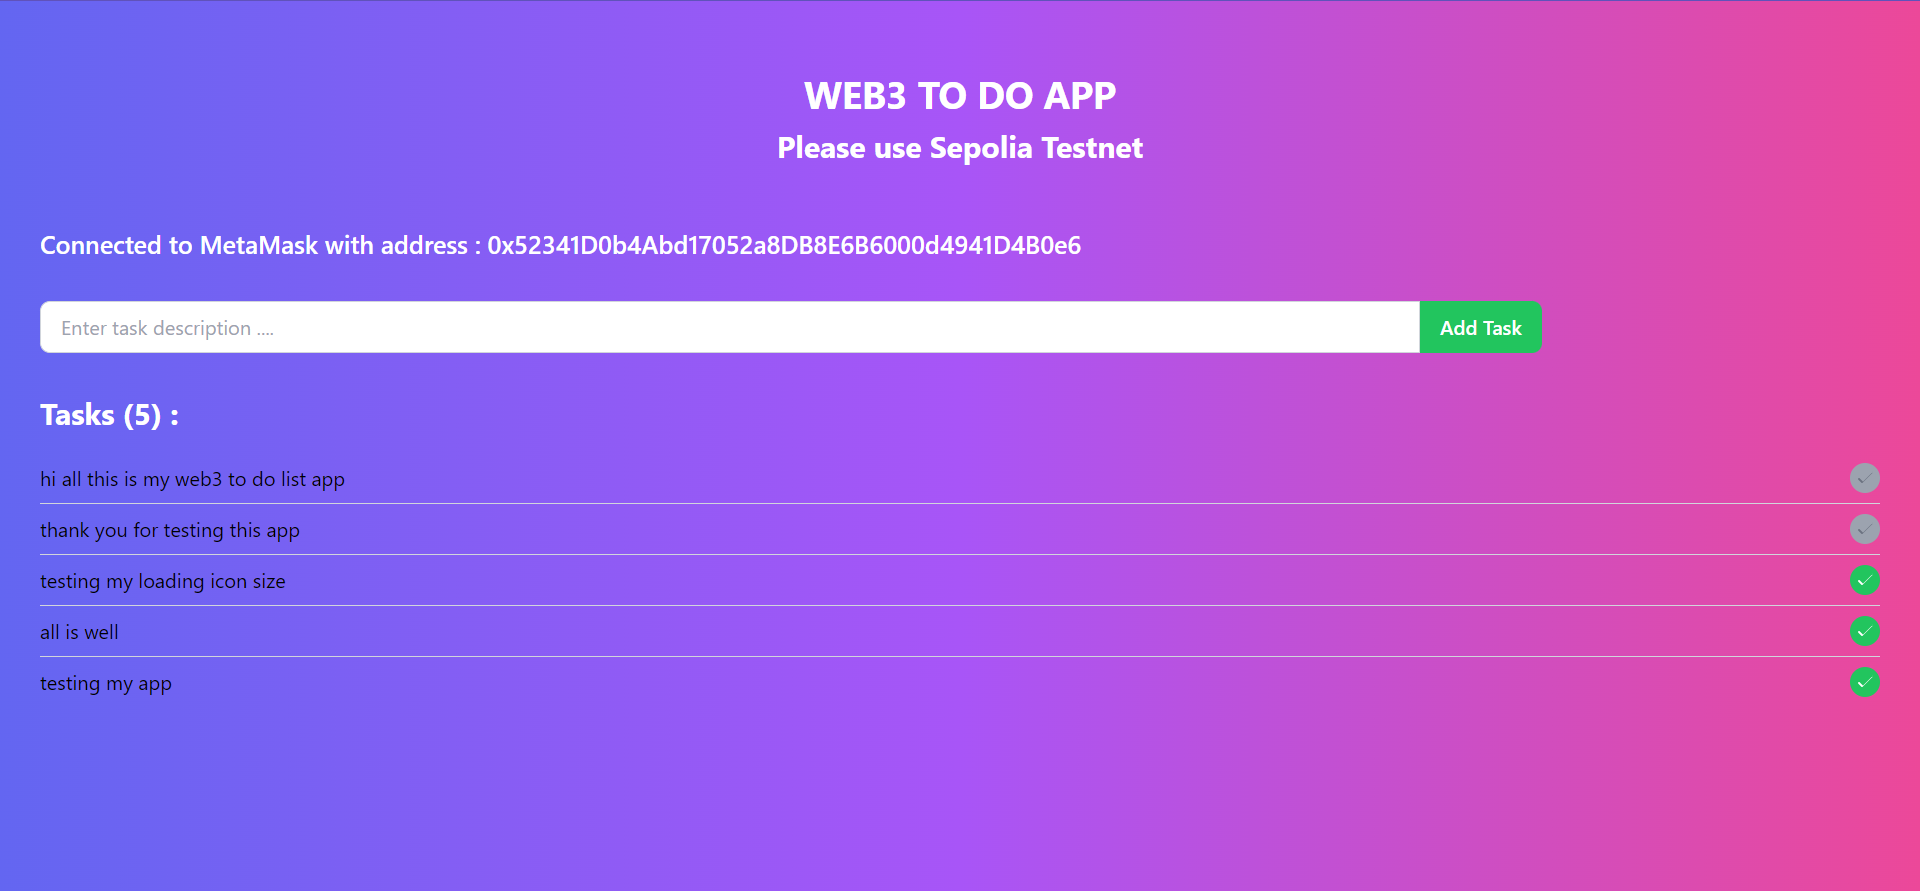 WEB3 TO DO APP
Please use Sepolia Testnet
Connected to MetaMask with address : 0x52341D0b4Abd17052a8DB8E6B6000d4941D4B0e6
Enter task description ....
Add Task
Tasks (5) :
hi all this is my web3 to do list app
thank you for testing this app
testing my loading icon size
all is well
testing my app